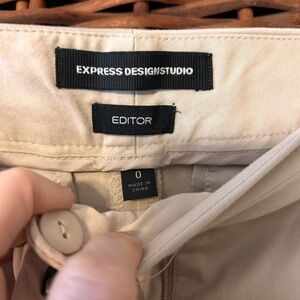 EXPRESS DESIGNSTUDIO
EDITOR
0
MADE IN
CHINA